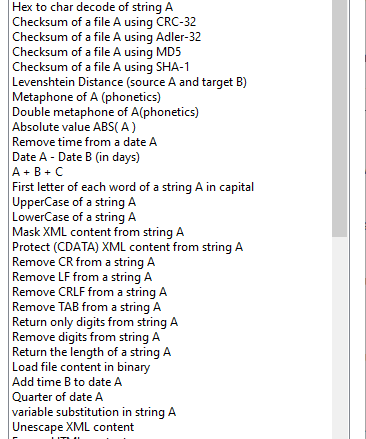 Hex to char decode of string A
Checksum of a file A using CRC-32
Checksum of a file A using Adler-32
Checksum of a file A using MD5
Checksum of a file A using SHA-1
Levenshtein Distance (source A and target B)
Metaphone of A (phonetics)
Double metaphone of A(phonetics)
Absolute value ABS( A )
Remove time from a date A
Date A - Date B (in days)
A + B + C
First letter of each word of a string A in capital
UpperCase of a string A
LowerCase of a string A
Mask XML content from string A
Protect (CDATA) XML content from string A
Remove CR from a string A
Remove LF from a string A
Remove CRLF from a string A
Remove TAB from a string A
Return only digits from string A
Remove digits from string A
Return the length of a string A
Load file content in binary
Add time B to date A
Quarter of date A
variable substitution in string A
Unescape XML content